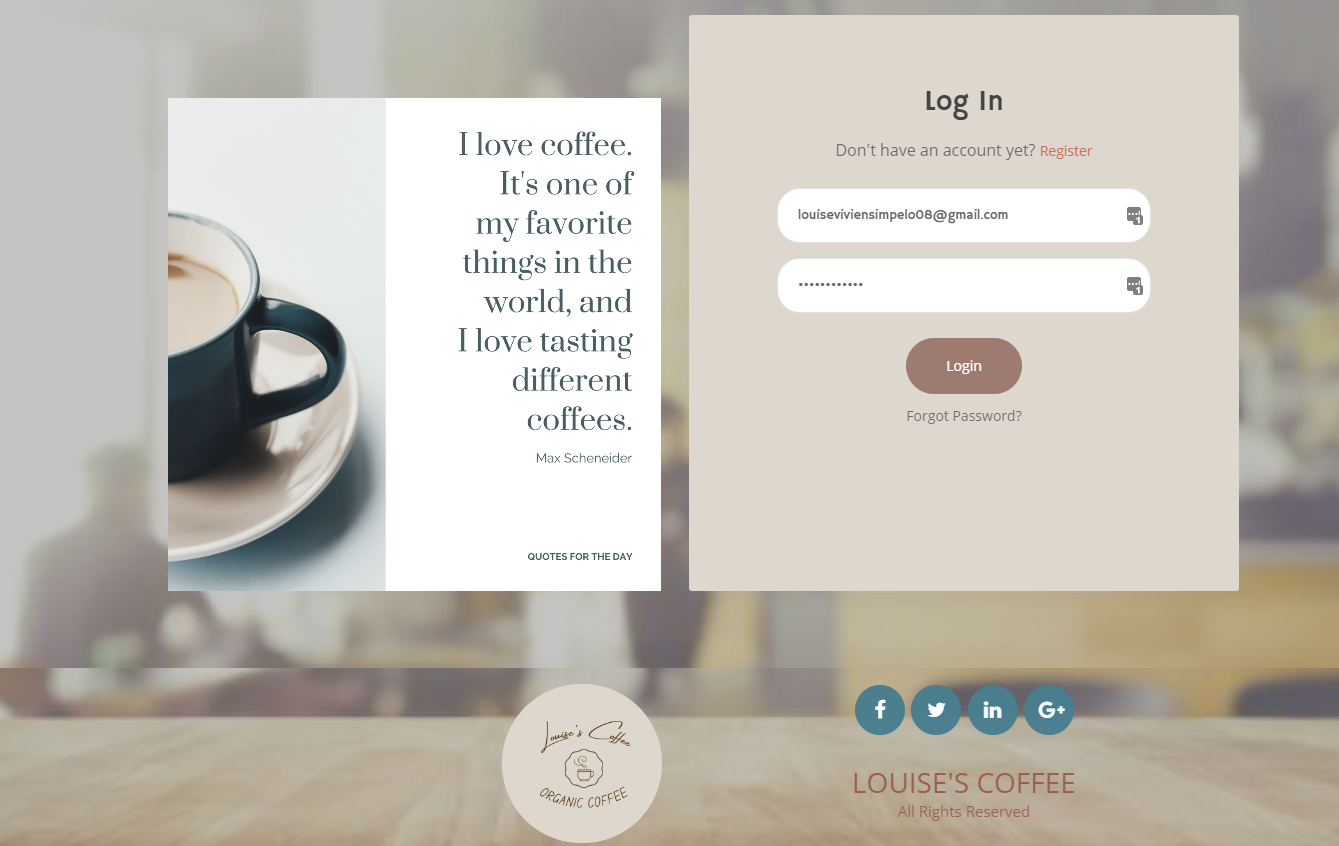 I love coffee.
It's one of
my favorite
things in the
world, and
I love tasting
different
coffees.
Max Scheneider
QUOTES FOR THE DAY
Log In
Don't have an account yet? Register
louiseviviensimpelo08@gmail.com
••••••••••••
Login
Forgot Password?
Louise's Coffee
ORGANIC COFFEE
LOUISE'S COFFEE
All Rights Reserved